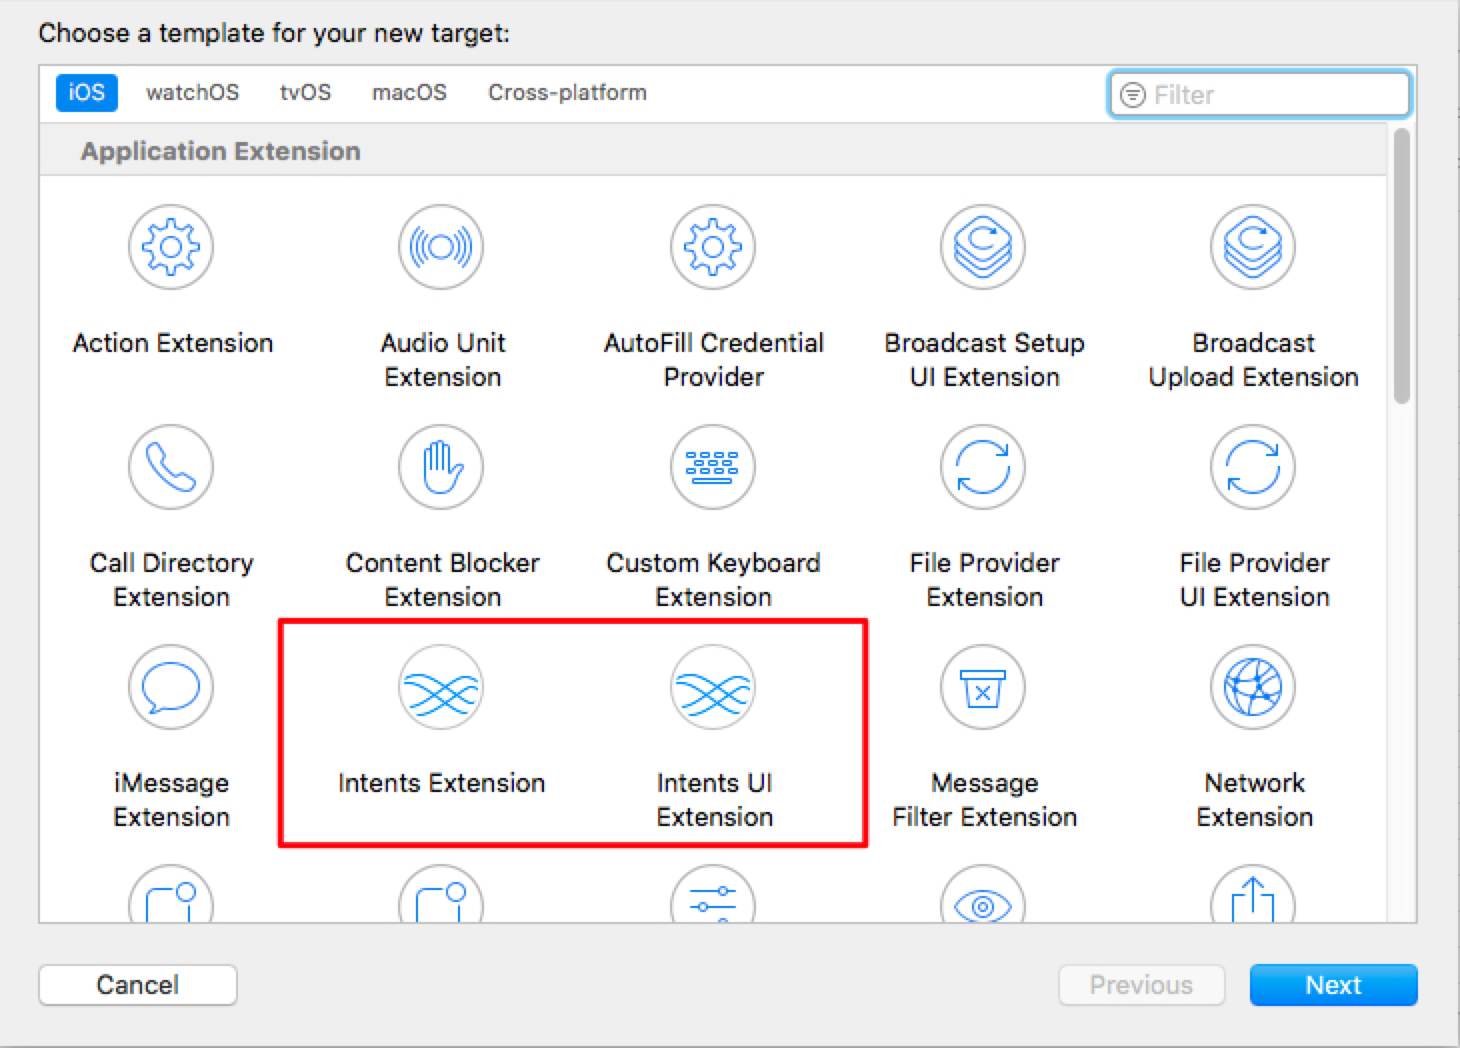 Choose a template for your new target:
iOS watchOS tvOS macOS Cross-platform Filter
Application Extension
Action Extension Audio Unit AutoFill Credential Broadcast Setup Broadcast
Extension Provider UI Extension Upload Extension
Call Directory Content Blocker Custom Keyboard File Provider File Provider
Extension Extension Extension Extension UI Extension
iMessage Intents Extension Intents UI Message Network
Extension Extension Filter Extension Extension
Cancel Previous Next